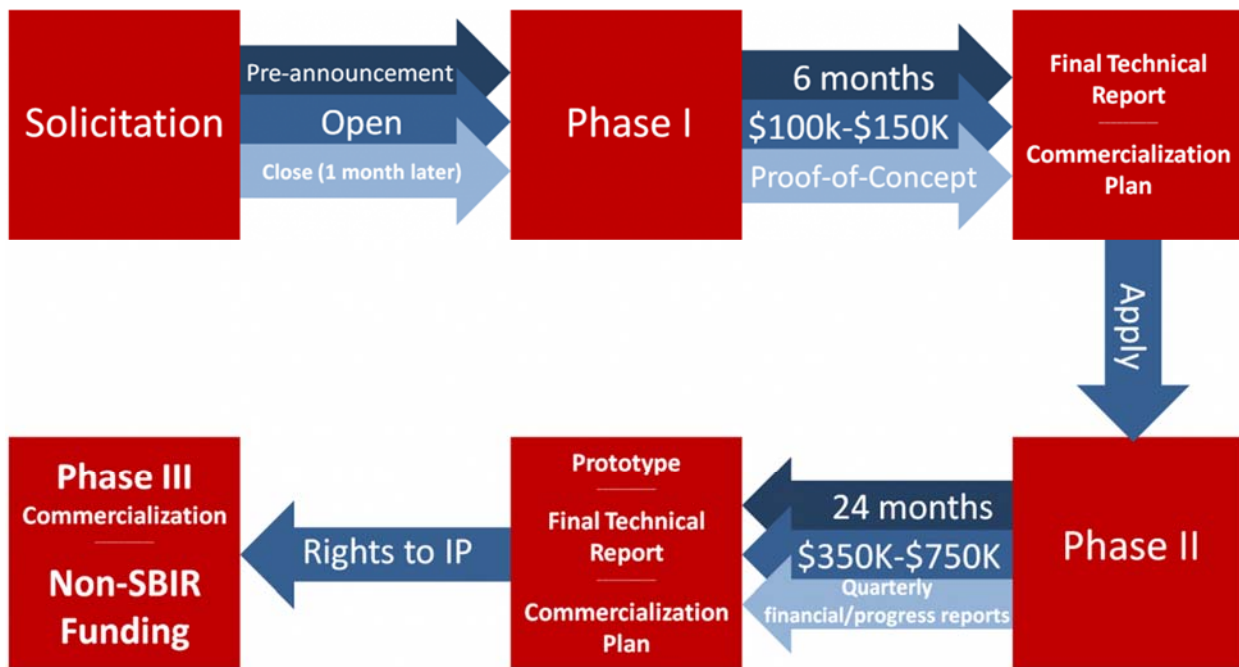 Solicitation
Pre-announcement
Open
Close (1 month later)
Phase I
6 months
$100k-$150K
Proof-of-Concept
Final Technical
Report
Commercialization
Plan
Apply
Phase II
24 months
$350K-$750K
Quarterly
financial/progress reports
Prototype
Final Technical
Report
Commercialization
Plan
Rights to IP
Phase III
Commercialization
Non-SBIR
Funding